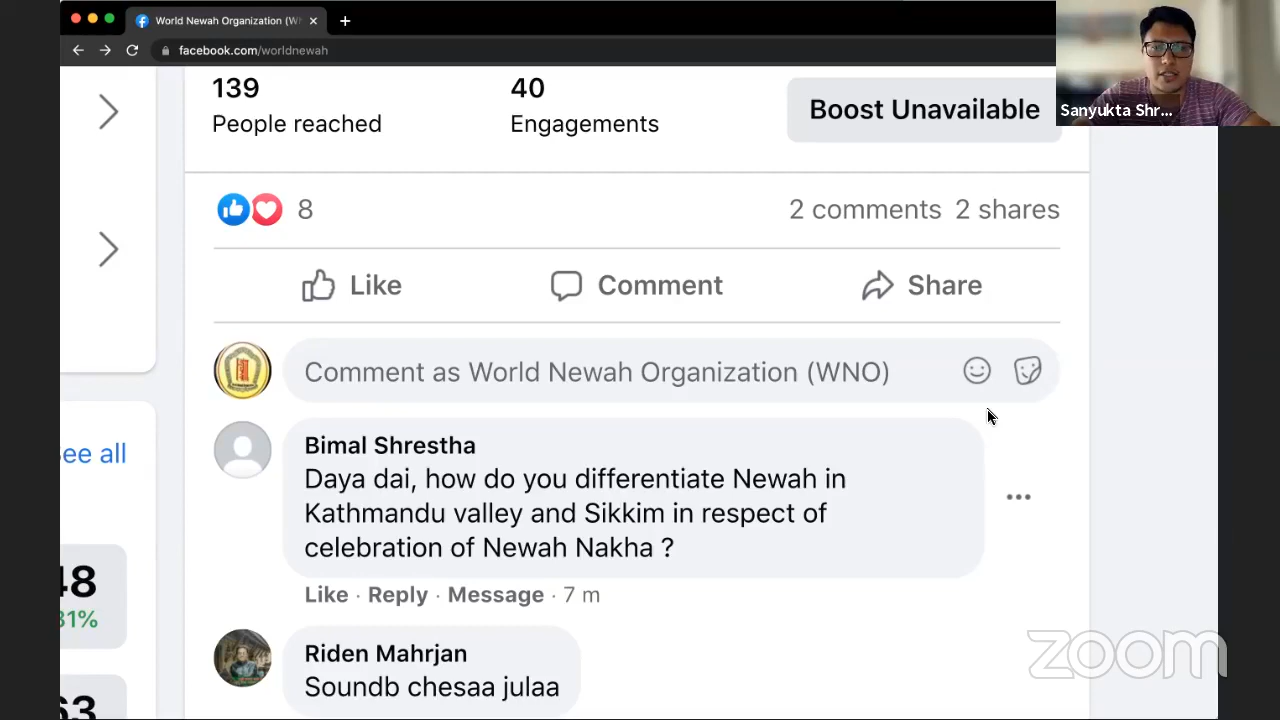 World Newah Organization (W
facebook.com/worldnewah
Sanyukta Shr...
139
People reached
40
Engagements
Boost Unavailable
8
2 comments 2 shares
Like
Comment
Share
Comment as World Newah Organization (WNO)
ee all
Bimal Shrestha
Daya dai, how do you differentiate Newah in
Kathmandu valley and Sikkim in respect of
celebration of Newah Nakha ?
Like · Reply · Message · 7 m
48
31%
Riden Mahrjan
Soundb chesaa julaa
63
zoom